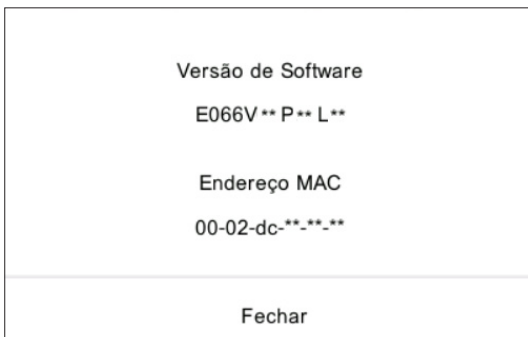 Versão de Software
E066V** P** L**
Endereço MAC
00-02-dc-**-**-**
Fechar